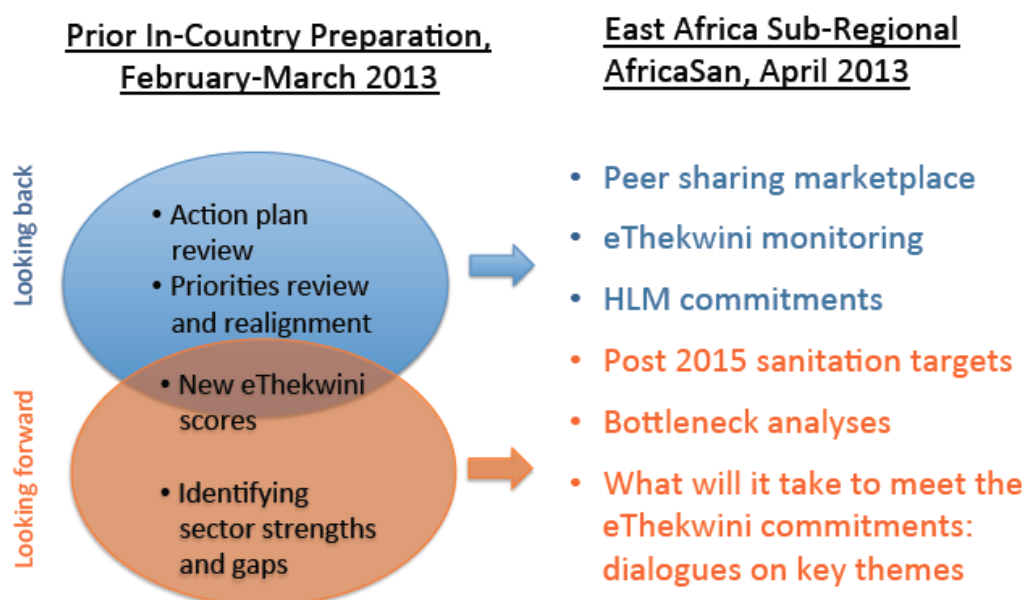 Prior In-Country Preparation,
February-March 2013
East Africa Sub-Regional
AfricaSan, April 2013
Looking back
• Action plan
review
• Priorities review
and realignment
• New eThekwini
scores
Looking forward
• Identifying
sector strengths
and gaps
• Peer sharing marketplace
• eThekwini monitoring
• HLM commitments
• Post 2015 sanitation targets
• Bottleneck analyses
• What will it take to meet the
eThekwini commitments:
dialogues on key themes